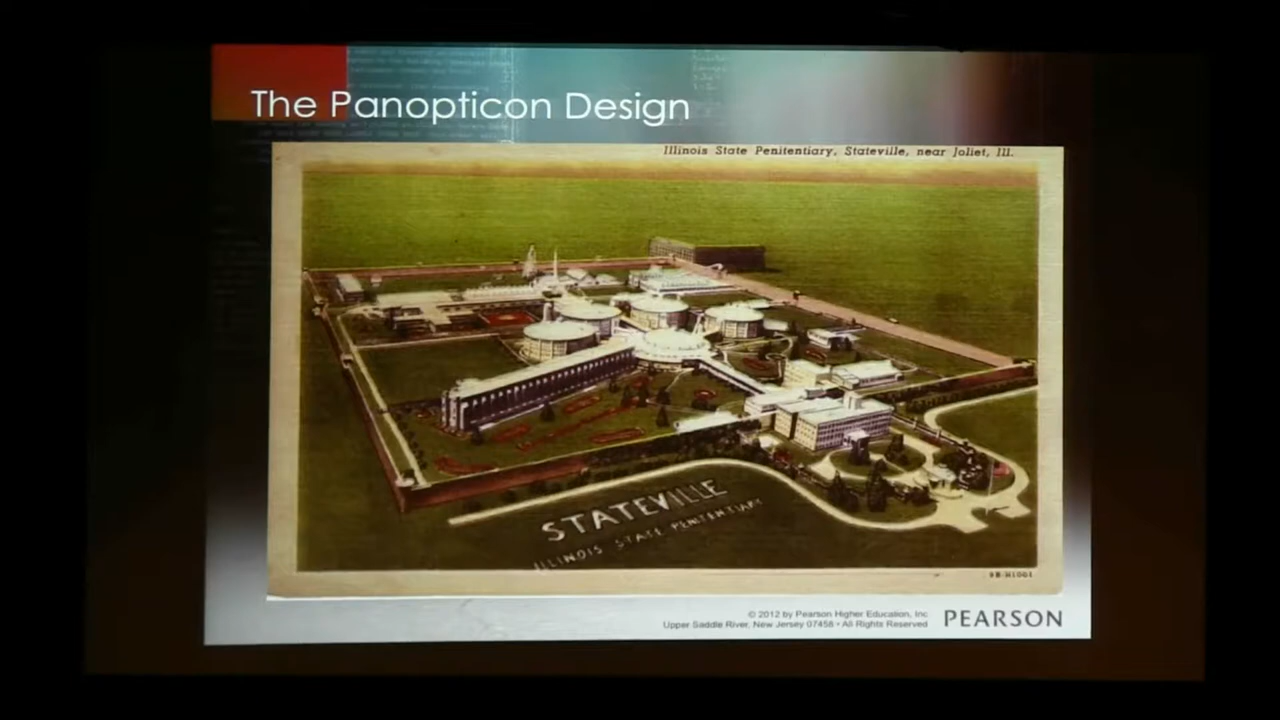 The Panopticon Design
Illinois State Penitentiary, Stateville, near Joliet, Ill.
STATEVILLE
ILLINOIS STATE PENITENTIARY
© 2012 by Pearson Higher Education, Inc
Upper Saddle River, New Jersey 07458 • All Rights Reserved
PEARSON